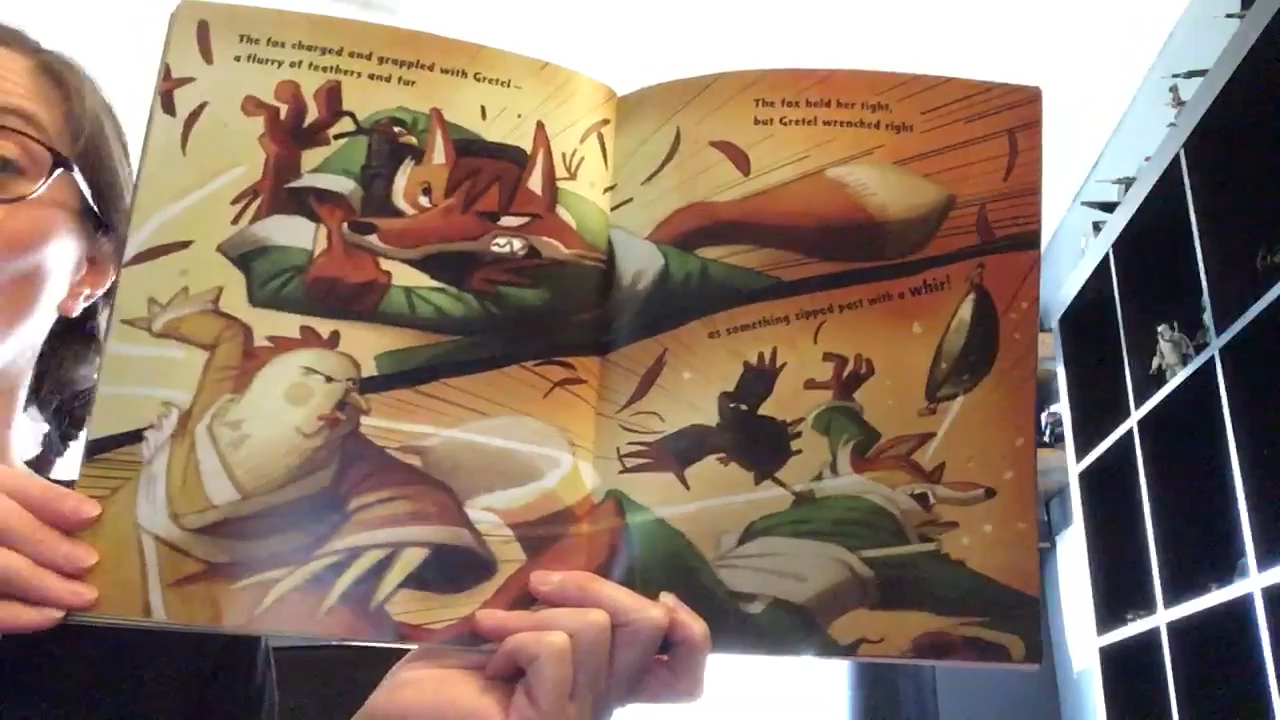 The fox charged and grappled with Gretel—
a flurry of feathers and fur
The fox held her tight,
but Gretel wrenched right
as something zipped past with a whir!